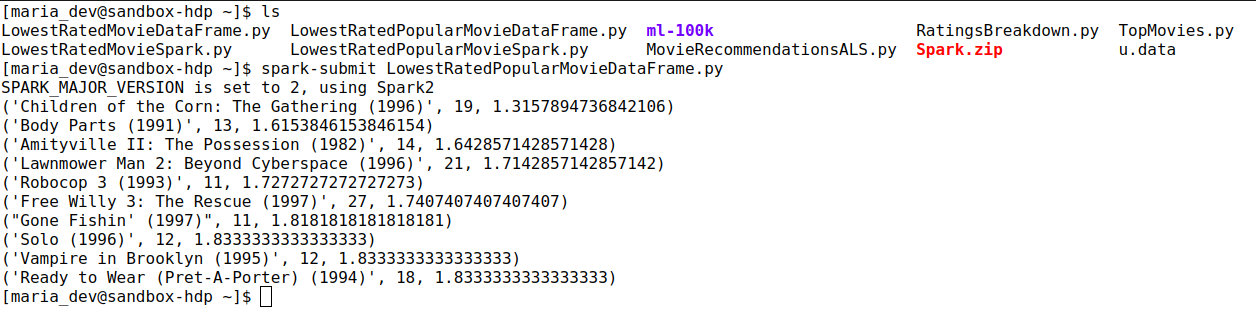 [maria_dev@sandbox-hdp ~]$ ls
LowestRatedMovieDataFrame.py  LowestRatedPopularMovieDataFrame.py  ml-100k                     RatingsBreakdown.py  TopMovies.py
LowestRatedMovieSpark.py      LowestRatedPopularMovieSpark.py      MovieRecommendationsALS.py  Spark.zip            u.data
[maria_dev@sandbox-hdp ~]$ spark-submit LowestRatedPopularMovieDataFrame.py
SPARK_MAJOR_VERSION is set to 2, using Spark2
('Children of the Corn: The Gathering (1996)', 19, 1.3157894736842106)
('Body Parts (1991)', 13, 1.6153846153846154)
('Amityville II: The Possession (1982)', 14, 1.6428571428571428)
('Lawnmower Man 2: Beyond Cyberspace (1996)', 21, 1.7142857142857142)
('Robocop 3 (1993)', 11, 1.7272727272727273)
('Free Willy 3: The Rescue (1997)', 27, 1.7407407407407407)
("Gone Fishin' (1997)", 11, 1.8181818181818181)
('Solo (1996)', 12, 1.8333333333333333)
('Vampire in Brooklyn (1995)', 12, 1.8333333333333333)
('Ready to Wear (Pret-A-Porter) (1994)', 18, 1.8333333333333333)
[maria_dev@sandbox-hdp ~]$